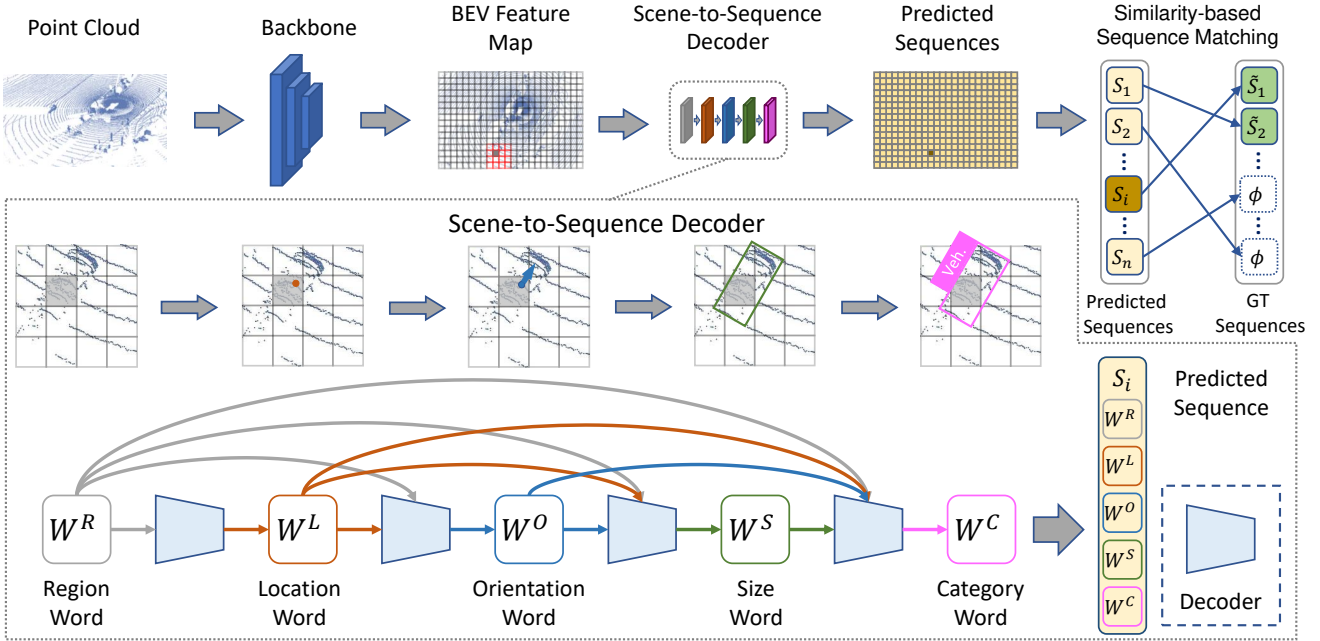 Point Cloud
Backbone
BEV Feature
Map
Scene-to-Sequence
Decoder
Predicted
Sequences
Similarity-based
Sequence Matching
S₁
S₂
Sᵢ
Sₙ
S̃₁
S̃₂
ϕ
ϕ
Predicted
Sequences
GT
Sequences
Scene-to-Sequence Decoder
Veh.
W^R
W^L
W^O
W^S
W^C
Region
Word
Location
Word
Orientation
Word
Size
Word
Category
Word
Sᵢ
W^R
W^L
W^O
W^S
W^C
Predicted
Sequence
Decoder